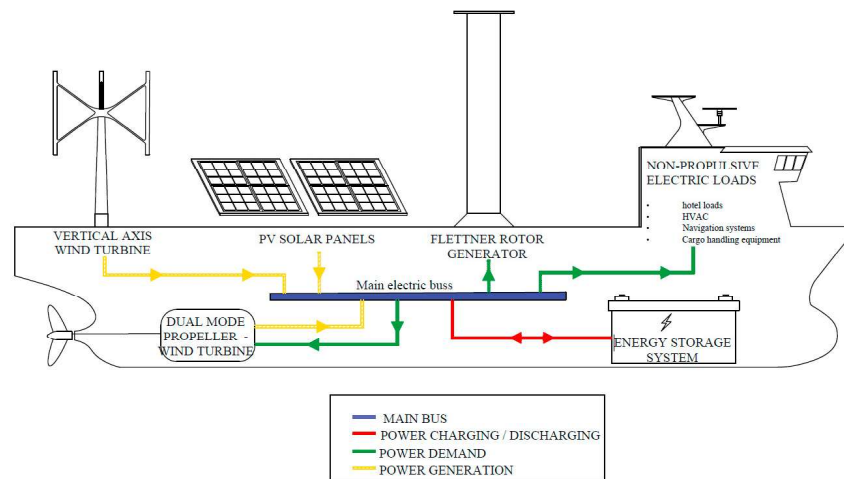 NON-PROPULSIVE
ELECTRIC LOADS
• hotel loads
• HVAC
• Navigation systems
• Cargo handling equipment
VERTICAL AXIS
WIND TURBINE
PV SOLAR PANELS
FLETTNER ROTOR
GENERATOR
Main electric buss
DUAL MODE
PROPELLER -
WIND TURBINE
ENERGY STORAGE
SYSTEM
MAIN BUS
POWER CHARGING / DISCHARGING
POWER DEMAND
POWER GENERATION